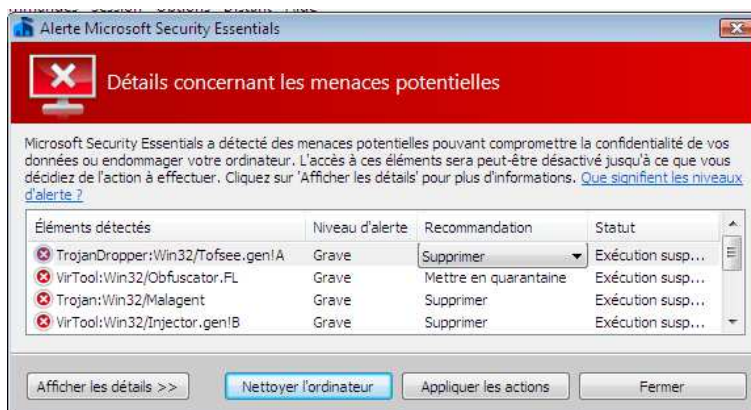 Alerte Microsoft Security Essentials
Détails concernant les menaces potentielles
Microsoft Security Essentials a détecté des menaces potentielles pouvant compromettre la confidentialité de vos
données ou endommager votre ordinateur. L'accès à ces éléments sera peut-être désactivé jusqu'à ce que vous
décidiez de l'action à effectuer. Cliquez sur 'Afficher les détails' pour plus d'informations. Que signifient les niveaux
d'alerte ?
Éléments détectés Niveau d'alerte Recommandation Statut
TrojanDropper:Win32/Tofsee.gen!A Grave Supprimer Exécution susp...
VirTool:Win32/Obfuscator.FL Grave Mettre en quarantaine Exécution susp...
Trojan:Win32/Malagent Grave Supprimer Exécution susp...
VirTool:Win32/Injector.gen!B Grave Supprimer Exécution susp...
Afficher les détails >> Nettoyer l'ordinateur Appliquer les actions Fermer